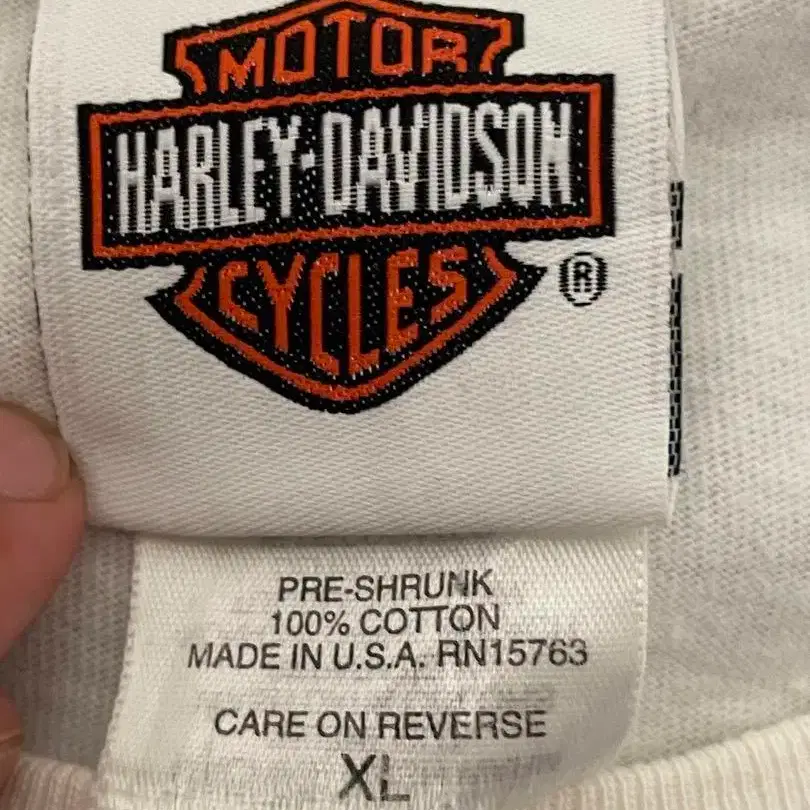 MOTOR
HARLEY-DAVIDSON
CYCLES
®
PRE-SHRUNK
100% COTTON
MADE IN U.S.A. RN15763
CARE ON REVERSE
XL